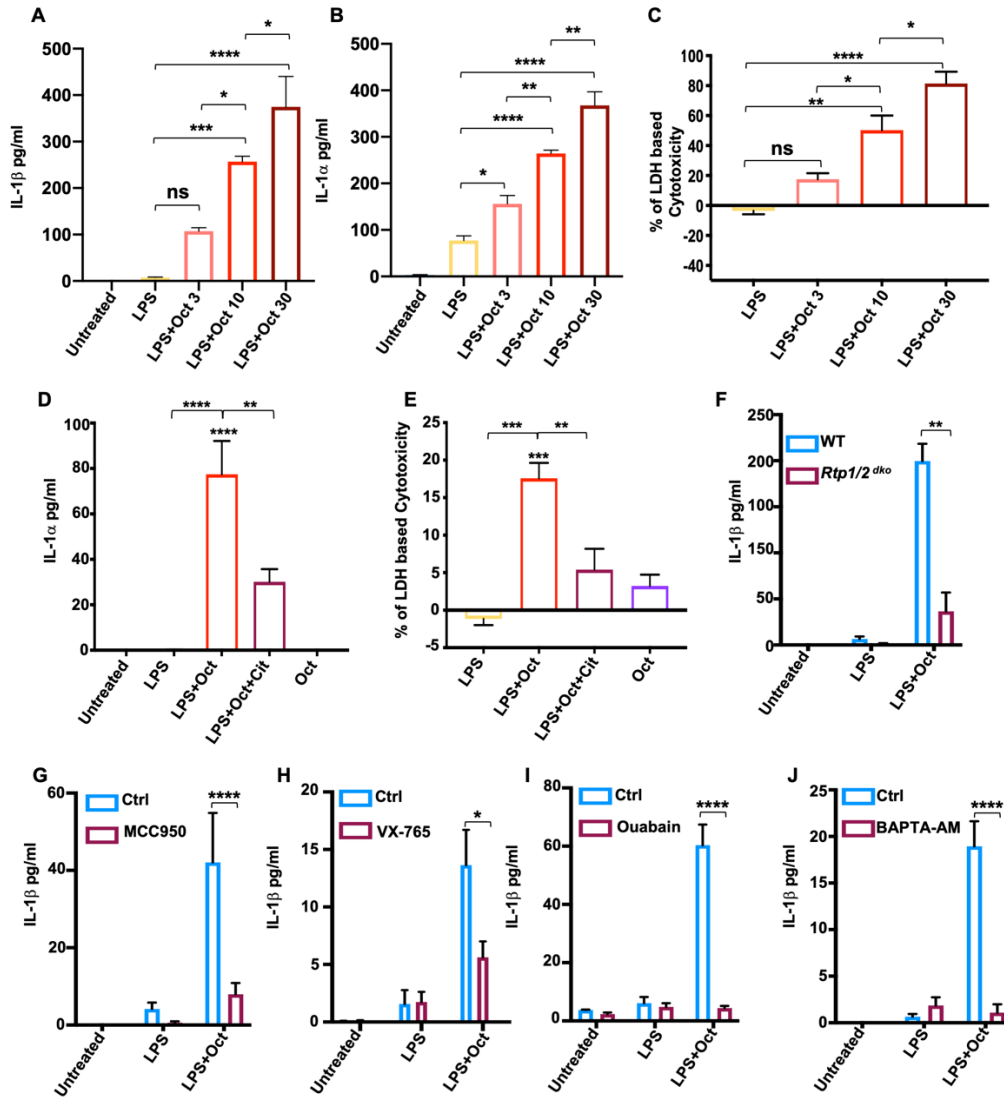 A
IL-1β pg/ml
500
400
300
200
100
0
*
****
*
***
ns
Untreated
LPS
LPS+Oct 3
LPS+Oct 10
LPS+Oct 30
B
IL-1α pg/ml
500
400
300
200
100
0
**
****
**
****
*
Untreated
LPS
LPS+Oct 3
LPS+Oct 10
LPS+Oct 30
C
% of LDH based
Cytotoxicity
100
80
60
40
20
0
-20
-40
*
****
*
**
ns
LPS
LPS+Oct 3
LPS+Oct 10
LPS+Oct 30
D
IL-1α pg/ml
100
80
60
40
20
0
****
**
****
Untreated
LPS
LPS+Oct
LPS+Oct+Cit
Oct
E
% of LDH based Cytotoxicity
25
20
15
10
5
0
-5
***
**
***
LPS
LPS+Oct
LPS+Oct+Cit
Oct
F
IL-1β pg/ml
250
200
100
150
50
0
WT
Rtp1/2 dko
**
Untreated
LPS
LPS+Oct
G
IL-1β pg/ml
60
40
20
0
Ctrl
MCC950
****
Untreated
LPS
LPS+Oct
H
IL-1β pg/ml
20
15
10
5
0
Ctrl
VX-765
*
Untreated
LPS
LPS+Oct
I
IL-1β pg/ml
80
60
40
20
0
Ctrl
Ouabain
****
Untreated
LPS
LPS+Oct
J
IL-1β pg/ml
25
20
15
10
5
0
Ctrl
BAPTA-AM
****
Untreated
LPS
LPS+Oct